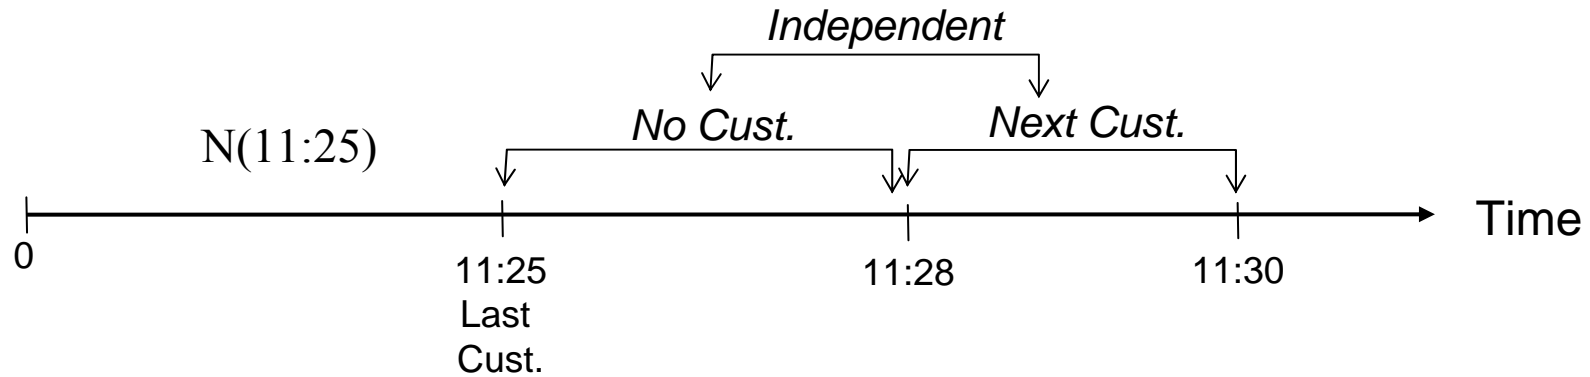 Independent
No Cust.
Next Cust.
N(11:25)
Time
0
11:25
Last
Cust.
11:28
11:30